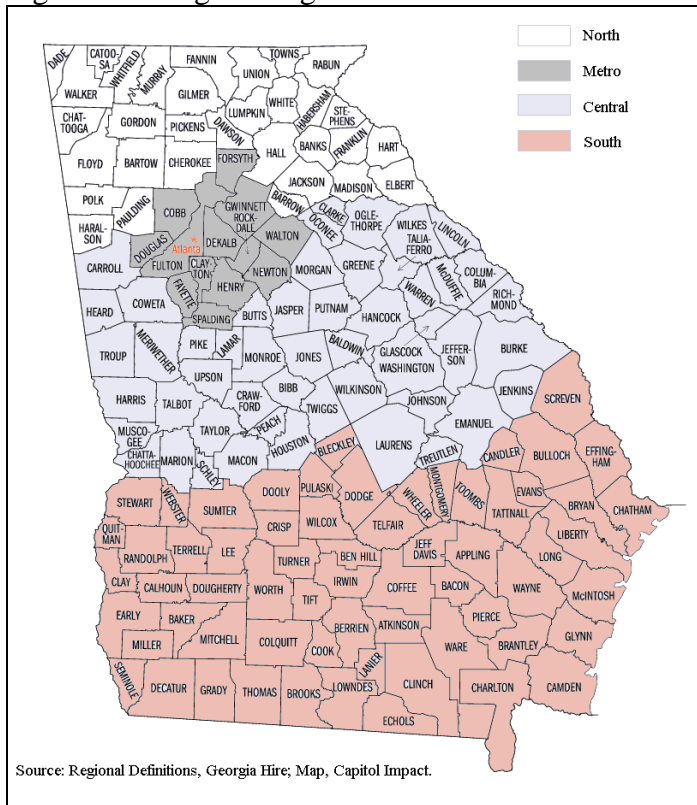 North
Metro
Central
South
DADE
CATOO-
SA
WHITFIELD
MURRAY
FANNIN
UNION
TOWNS
RABUN
WALKER
GILMER
LUMPKIN
WHITE
HABERSHAM
STE-
PHENS
CHAT-
TOOGA
GORDON
PICKENS
DAWSON
HALL
BANKS
FRANKLIN
HART
FLOYD
BARTOW
CHEROKEE
FORSYTH
JACKSON
MADISON
ELBERT
POLK
PAULDING
COBB
GWINNETT
BARROW
CLARKE
OCONEE
OGLE-
THORPE
WILKES
LINCOLN
HARAL-
SON
DOUGLAS
Atlanta
DEKALB
ROCK-
DALE
WALTON
TALIA-
FERRO
CARROLL
FULTON
CLAY-
TON
NEWTON
MORGAN
GREENE
WARREN
McDUFFIE
COLUM-
BIA
RICH-
MOND
HEARD
COWETA
FAYETTE
HENRY
SPALDING
BUTTS
JASPER
PUTNAM
HANCOCK
GLASCOCK
TROUP
MERIWETHER
PIKE
LAMAR
MONROE
JONES
BALDWIN
WASHINGTON
JEFFER-
SON
BURKE
UPSON
BIBB
WILKINSON
JOHNSON
JENKINS
SCREVEN
HARRIS
TALBOT
CRAW-
FORD
TWIGGS
EMANUEL
MUSCO-
GEE
TAYLOR
PEACH
HOUSTON
BLECKLEY
LAURENS
TREUTLEN
CANDLER
BULLOCH
EFFING-
HAM
CHATTA-
HOOCHEE
MARION
SCHLEY
MACON
STEWART
WEBSTER
SUMTER
DOOLY
PULASKI
DODGE
WHEELER
MONTGOMERY
TOOMBS
EVANS
TATTNALL
BRYAN
CHATHAM
QUIT-
MAN
CRISP
WILCOX
TELFAIR
LIBERTY
RANDOLPH
TERRELL
LEE
TURNER
BEN HILL
JEFF
DAVIS
APPLING
LONG
CLAY
CALHOUN
DOUGHERTY
WORTH
IRWIN
COFFEE
BACON
WAYNE
McINTOSH
TIFT
EARLY
BAKER
MITCHELL
COLQUITT
BERRIEN
ATKINSON
PIERCE
MILLER
COOK
LANIER
WARE
BRANTLEY
GLYNN
SEMINOLE
DECATUR
GRADY
THOMAS
BROOKS
LOWNDES
CLINCH
CHARLTON
CAMDEN
ECHOLS
Source: Regional Definitions, Georgia Hire; Map, Capitol Impact.